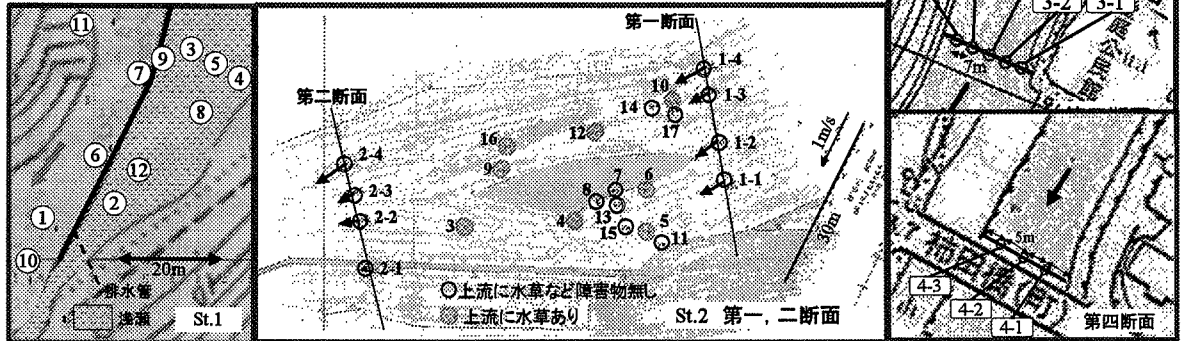 11
3
9
5
7
4
8
6
12
2
1
10
20m
排水管
浅瀬
St.1
第一断面
第二断面
1-4
10
1-3
14
17
12
16
1-2
9
2-4
7
6
1-1
8
2-3
13
2-2
4
3
15
5
11
2-1
1m/s
30m
○上流に水草など障害物無し
上流に水草あり
St.2 第一，二断面
3-2
3-1
7m
5m
柿田橋(町
4-3
4-2
4-1
第四断面